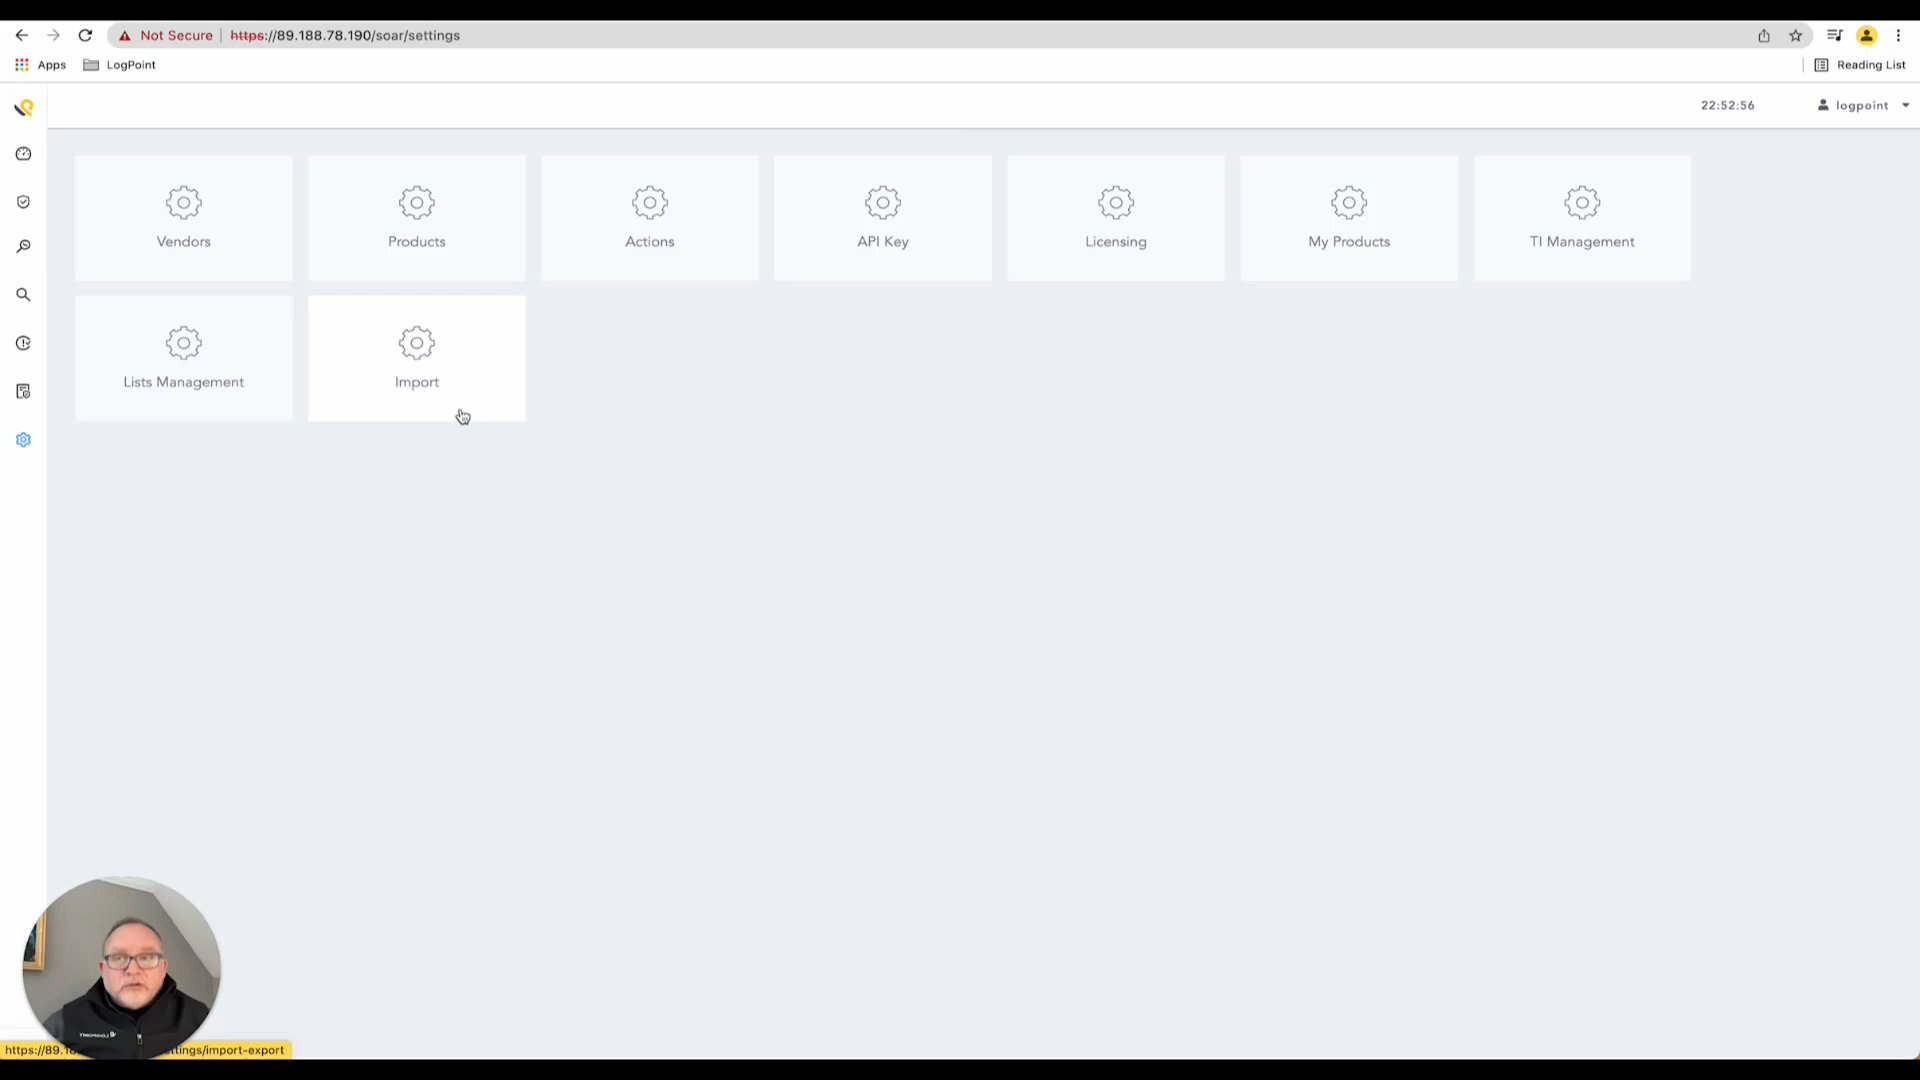 Not Secure https://89.188.78.190/soar/settings
Apps LogPoint Reading List
22:52:56 logpoint
Vendors Products Actions API Key Licensing My Products TI Management
Lists Management Import
https://89.1 ttings/import-export